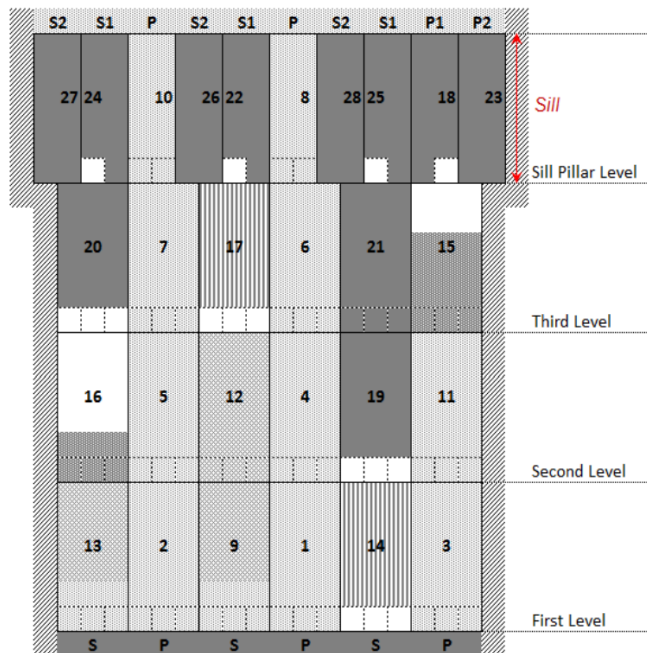 S2 S1 P S2 S1 P S2 S1 P1 P2
27 24 10 26 22 8 28 25 18 23
Sill
Sill Pillar Level
20 7 17 6 21 15
Third Level
16 5 12 4 19 11
Second Level
13 2 9 1 14 3
First Level
S P S P S P